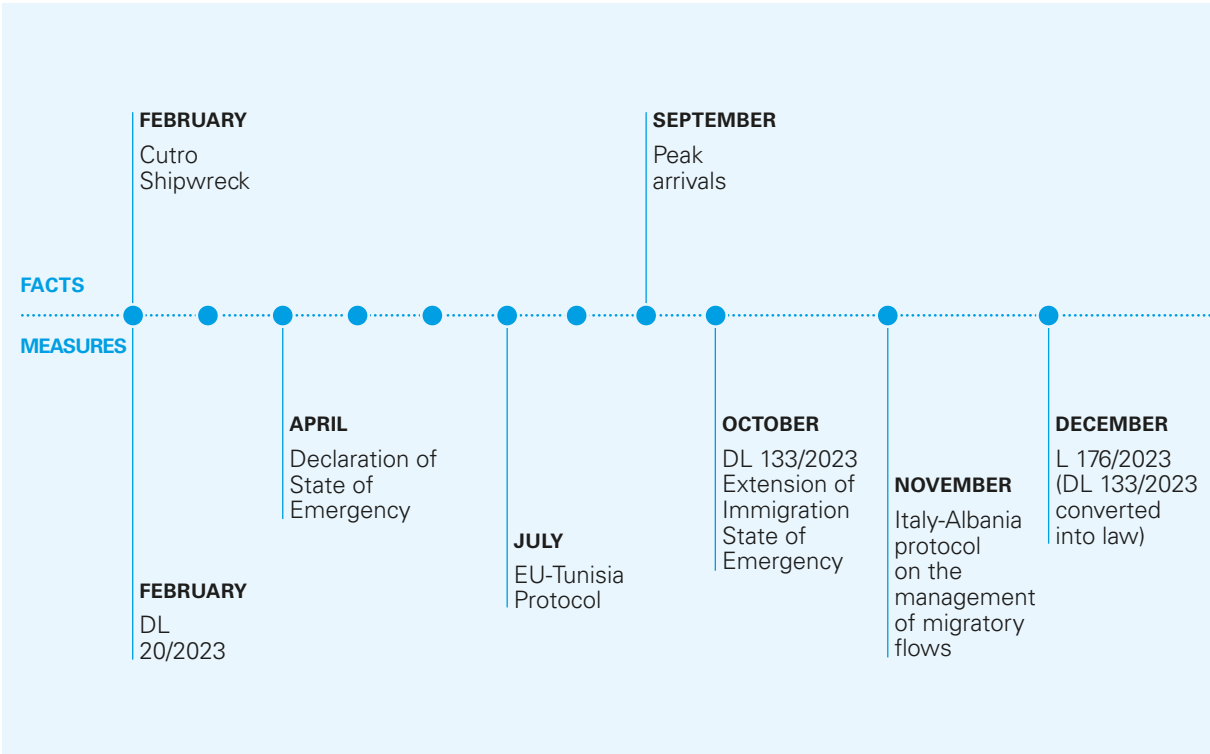 FEBRUARY
Cutro
Shipwreck
SEPTEMBER
Peak
arrivals
FACTS
MEASURES
FEBRUARY
DL
20/2023
APRIL
Declaration of
State of
Emergency
JULY
EU-Tunisia
Protocol
OCTOBER
DL 133/2023
Extension of
Immigration
State of
Emergency
NOVEMBER
Italy-Albania
protocol
on the
management
of migratory
flows
DECEMBER
L 176/2023
(DL 133/2023
converted
into law)